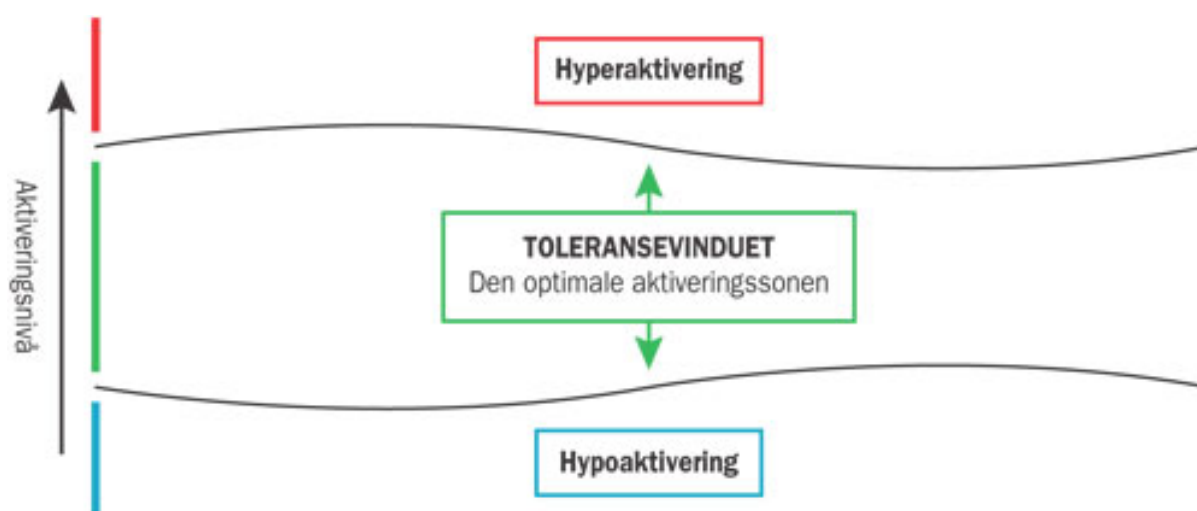 Hyperaktivering
Aktiveringsnivå
TOLERANSEVINDUET
Den optimale aktiveringssonen
Hypoaktivering